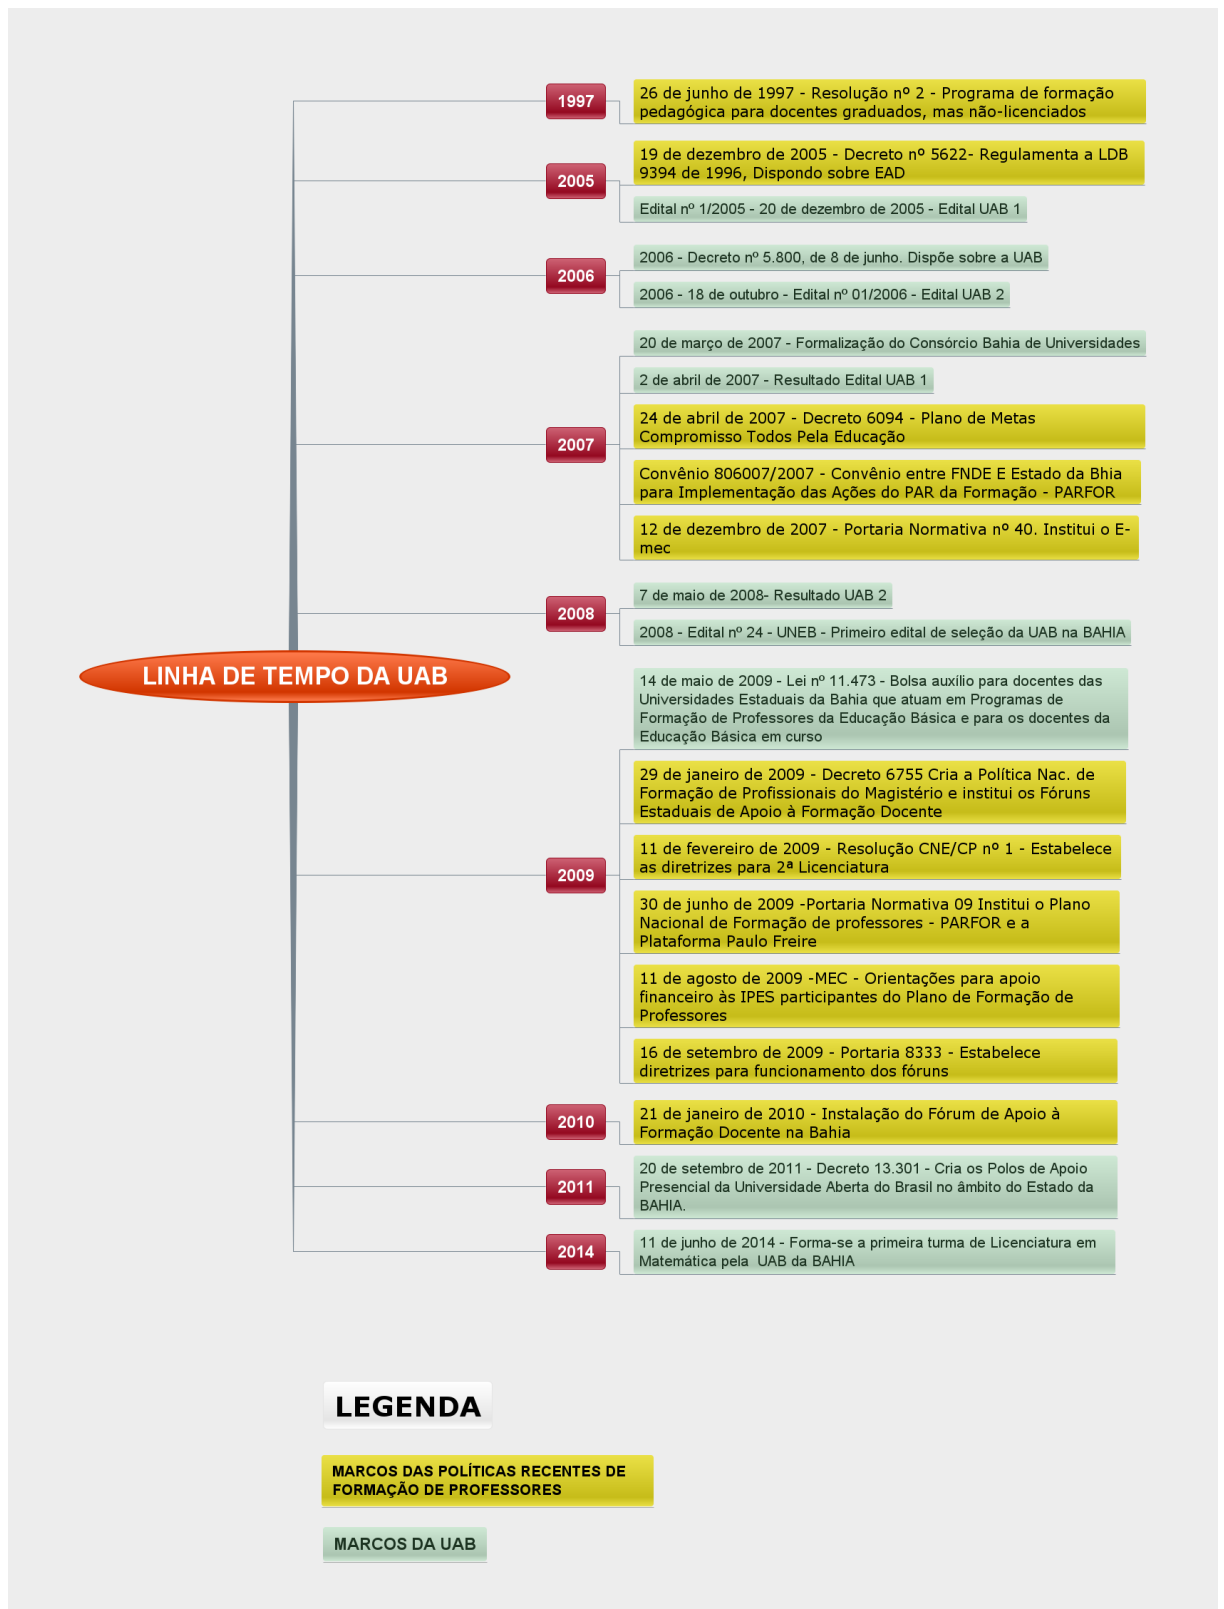 1997
26 de junho de 1997 - Resolução nº 2 - Programa de formação
pedagógica para docentes graduados, mas não-licenciados
2005
19 de dezembro de 2005 - Decreto nº 5622- Regulamenta a LDB
9394 de 1996, Dispondo sobre EAD
Edital nº 1/2005 - 20 de dezembro de 2005 - Edital UAB 1
2006
2006 - Decreto nº 5.800, de 8 de junho. Dispõe sobre a UAB
2006 - 18 de outubro - Edital nº 01/2006 - Edital UAB 2
2007
20 de março de 2007 - Formalização do Consórcio Bahia de Universidades
2 de abril de 2007 - Resultado Edital UAB 1
24 de abril de 2007 - Decreto 6094 - Plano de Metas
Compromisso Todos Pela Educação
Convênio 806007/2007 - Convênio entre FNDE E Estado da Bhia
para Implementação das Ações do PAR da Formação - PARFOR
12 de dezembro de 2007 - Portaria Normativa nº 40. Institui o E-
mec
2008
7 de maio de 2008- Resultado UAB 2
2008 - Edital nº 24 - UNEB - Primeiro edital de seleção da UAB na BAHIA
LINHA DE TEMPO DA UAB
2009
14 de maio de 2009 - Lei nº 11.473 - Bolsa auxílio para docentes das
Universidades Estaduais da Bahia que atuam em Programas de
Formação de Professores da Educação Básica e para os docentes da
Educação Básica em curso
29 de janeiro de 2009 - Decreto 6755 Cria a Política Nac. de
Formação de Profissionais do Magistério e institui os Fóruns
Estaduais de Apoio à Formação Docente
11 de fevereiro de 2009 - Resolução CNE/CP nº 1 - Estabelece
as diretrizes para 2ª Licenciatura
30 de junho de 2009 -Portaria Normativa 09 Institui o Plano
Nacional de Formação de professores - PARFOR e a
Plataforma Paulo Freire
11 de agosto de 2009 -MEC - Orientações para apoio
financeiro às IPES participantes do Plano de Formação de
Professores
16 de setembro de 2009 - Portaria 8333 - Estabelece
diretrizes para funcionamento dos fóruns
2010
21 de janeiro de 2010 - Instalação do Fórum de Apoio à
Formação Docente na Bahia
2011
20 de setembro de 2011 - Decreto 13.301 - Cria os Polos de Apoio
Presencial da Universidade Aberta do Brasil no âmbito do Estado da
BAHIA.
2014
11 de junho de 2014 - Forma-se a primeira turma de Licenciatura em
Matemática pela  UAB da BAHIA
LEGENDA
MARCOS DAS POLÍTICAS RECENTES DE
FORMAÇÃO DE PROFESSORES
MARCOS DA UAB